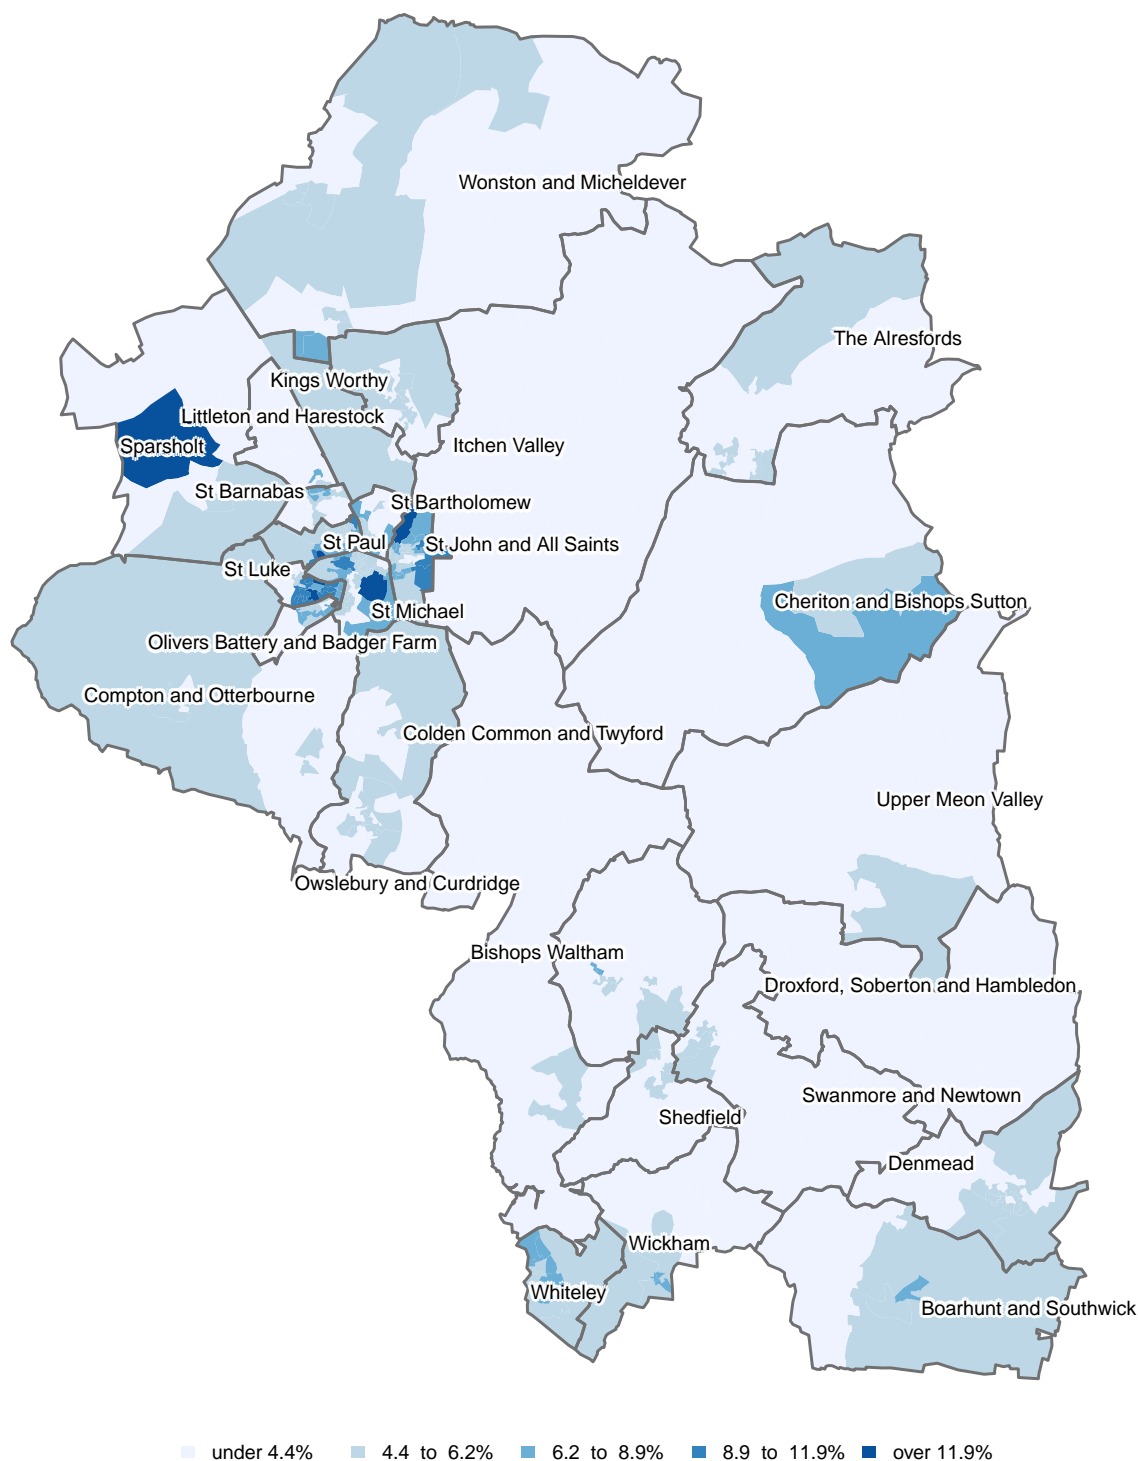 Wonston and Micheldever
The Alresfords
Kings Worthy
Littleton and Harestock
Sparsholt
Itchen Valley
St Barnabas
St Bartholomew
St Paul
St John and All Saints
St Luke
Cheriton and Bishops Sutton
St Michael
Olivers Battery and Badger Farm
Compton and Otterbourne
Colden Common and Twyford
Upper Meon Valley
Owslebury and Curdridge
Bishops Waltham
Droxford, Soberton and Hambledon
Swanmore and Newtown
Shedfield
Denmead
Wickham
Whiteley
Boarhunt and Southwick
under 4.4% 4.4 to 6.2% 6.2 to 8.9% 8.9 to 11.9% over 11.9%